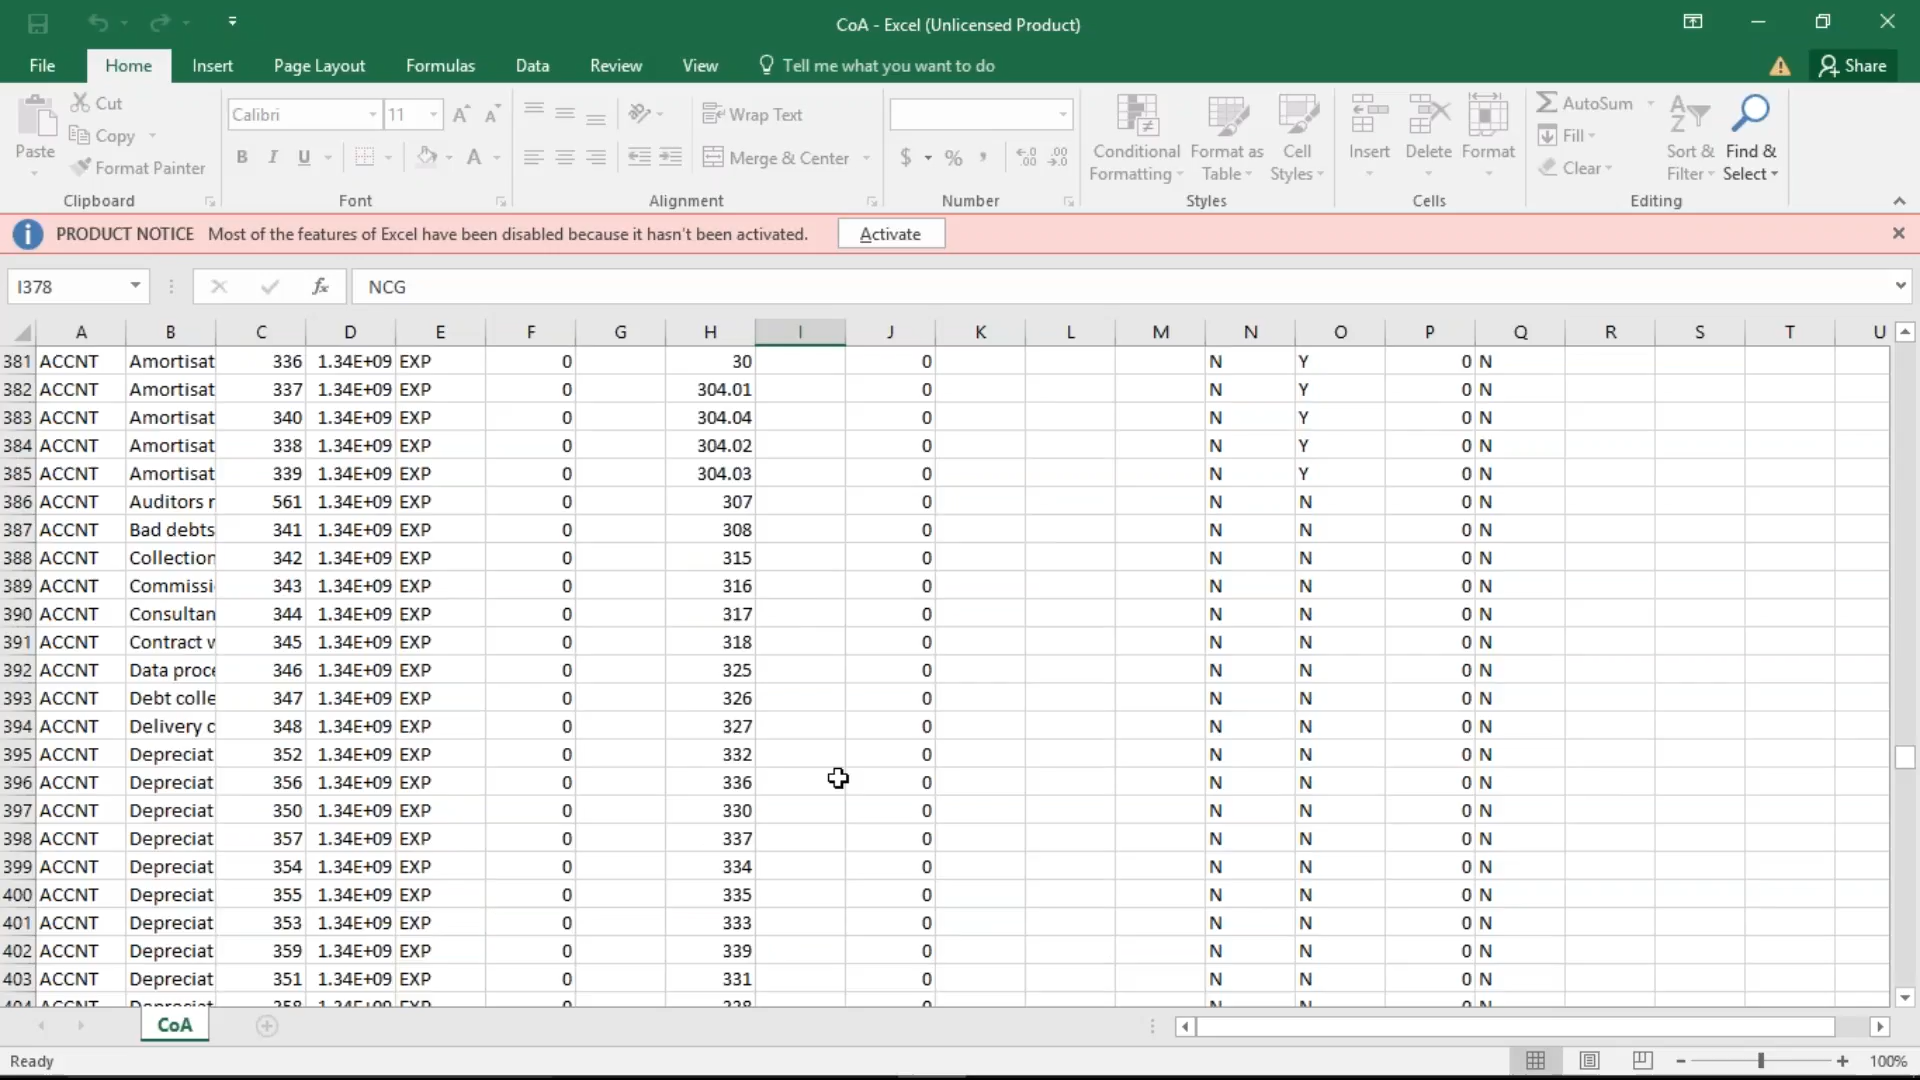 CoA - Excel (Unlicensed Product)
File Home Insert Page Layout Formulas Data Review View Tell me what you want to do Share
Paste Cut Copy Format Painter Clipboard
Calibri 11 A A B I U A Font
Wrap Text Merge & Center Alignment
$ % , .00 Number
Conditional Formatting Format as Table Cell Styles Styles
Insert Delete Format Cells
AutoSum Fill Clear Sort & Filter Find & Select Editing
PRODUCT NOTICE Most of the features of Excel have been disabled because it hasn't been activated. Activate
I378 fx NCG
A B C D E F G H I J K L M N O P Q R S T U
381 ACCNT Amortisat 336 1.34E+09 EXP 0 30 0 N Y 0 N
382 ACCNT Amortisat 337 1.34E+09 EXP 0 304.01 0 N Y 0 N
383 ACCNT Amortisat 340 1.34E+09 EXP 0 304.04 0 N Y 0 N
384 ACCNT Amortisat 338 1.34E+09 EXP 0 304.02 0 N Y 0 N
385 ACCNT Amortisat 339 1.34E+09 EXP 0 304.03 0 N Y 0 N
386 ACCNT Auditors r 561 1.34E+09 EXP 0 307 0 N N 0 N
387 ACCNT Bad debts 341 1.34E+09 EXP 0 308 0 N N 0 N
388 ACCNT Collection 342 1.34E+09 EXP 0 315 0 N N 0 N
389 ACCNT Commissi 343 1.34E+09 EXP 0 316 0 N N 0 N
390 ACCNT Consultan 344 1.34E+09 EXP 0 317 0 N N 0 N
391 ACCNT Contract w 345 1.34E+09 EXP 0 318 0 N N 0 N
392 ACCNT Data proce 346 1.34E+09 EXP 0 325 0 N N 0 N
393 ACCNT Debt colle 347 1.34E+09 EXP 0 326 0 N N 0 N
394 ACCNT Delivery c 348 1.34E+09 EXP 0 327 0 N N 0 N
395 ACCNT Depreciat 352 1.34E+09 EXP 0 332 0 N N 0 N
396 ACCNT Depreciat 356 1.34E+09 EXP 0 336 0 N N 0 N
397 ACCNT Depreciat 350 1.34E+09 EXP 0 330 0 N N 0 N
398 ACCNT Depreciat 357 1.34E+09 EXP 0 337 0 N N 0 N
399 ACCNT Depreciat 354 1.34E+09 EXP 0 334 0 N N 0 N
400 ACCNT Depreciat 355 1.34E+09 EXP 0 335 0 N N 0 N
401 ACCNT Depreciat 353 1.34E+09 EXP 0 333 0 N N 0 N
402 ACCNT Depreciat 359 1.34E+09 EXP 0 339 0 N N 0 N
403 ACCNT Depreciat 351 1.34E+09 EXP 0 331 0 N N 0 N
CoA
Ready 100%